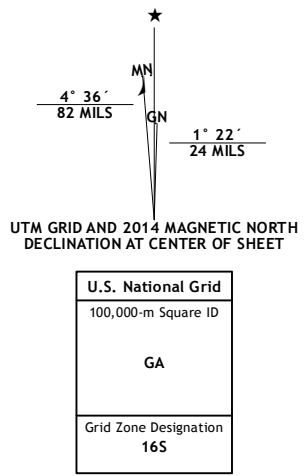 ★
MN
4° 36´
82 MILS
GN
1° 22´
24 MILS
UTM GRID AND 2014 MAGNETIC NORTH
DECLINATION AT CENTER OF SHEET
U.S. National Grid
100,000-m Square ID
GA
Grid Zone Designation
16S